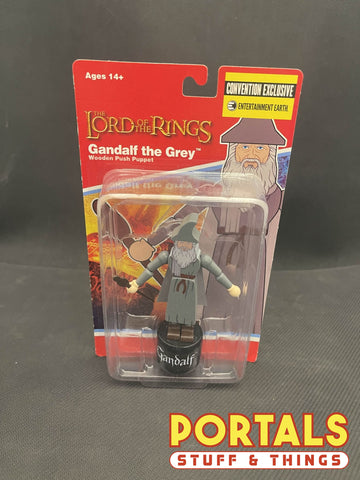 Ages 14+
CONVENTION EXCLUSIVE
ENTERTAINMENT EARTH.
THE
LORD OF THE RINGS
Gandalf the Grey™
Wooden Push Puppet
Gandalf
PORTALS
STUFF & THINGS